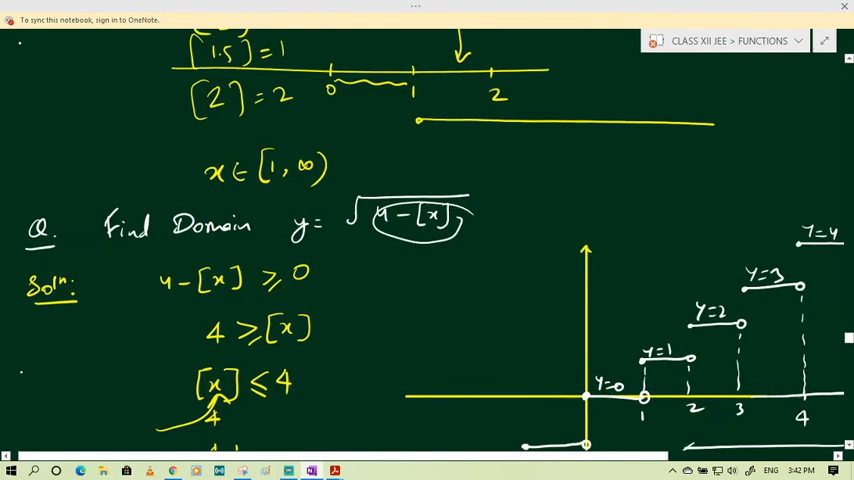 To sync this notebook, sign in to OneNote.
CLASS XII JEE > FUNCTIONS
[1.5] = 1
[2] = 2
0 1 2
x ∈ [1, ∞)
Q. Find Domain y = √4 - [x]
Soln: 4 - [x] ≥ 0
4 ≥ [x]
[x] ≤ 4
4
y=4
y=3
y=2
y=1
y=0
1 2 3 4
ENG 3:42 PM